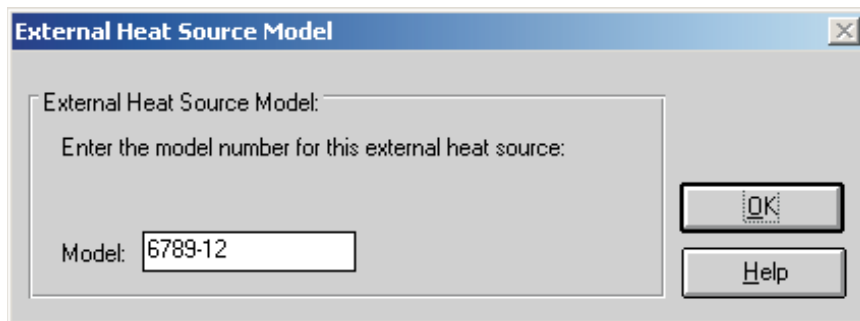 External Heat Source Model
External Heat Source Model:
Enter the model number for this external heat source:
Model: 6789-12
OK
Help